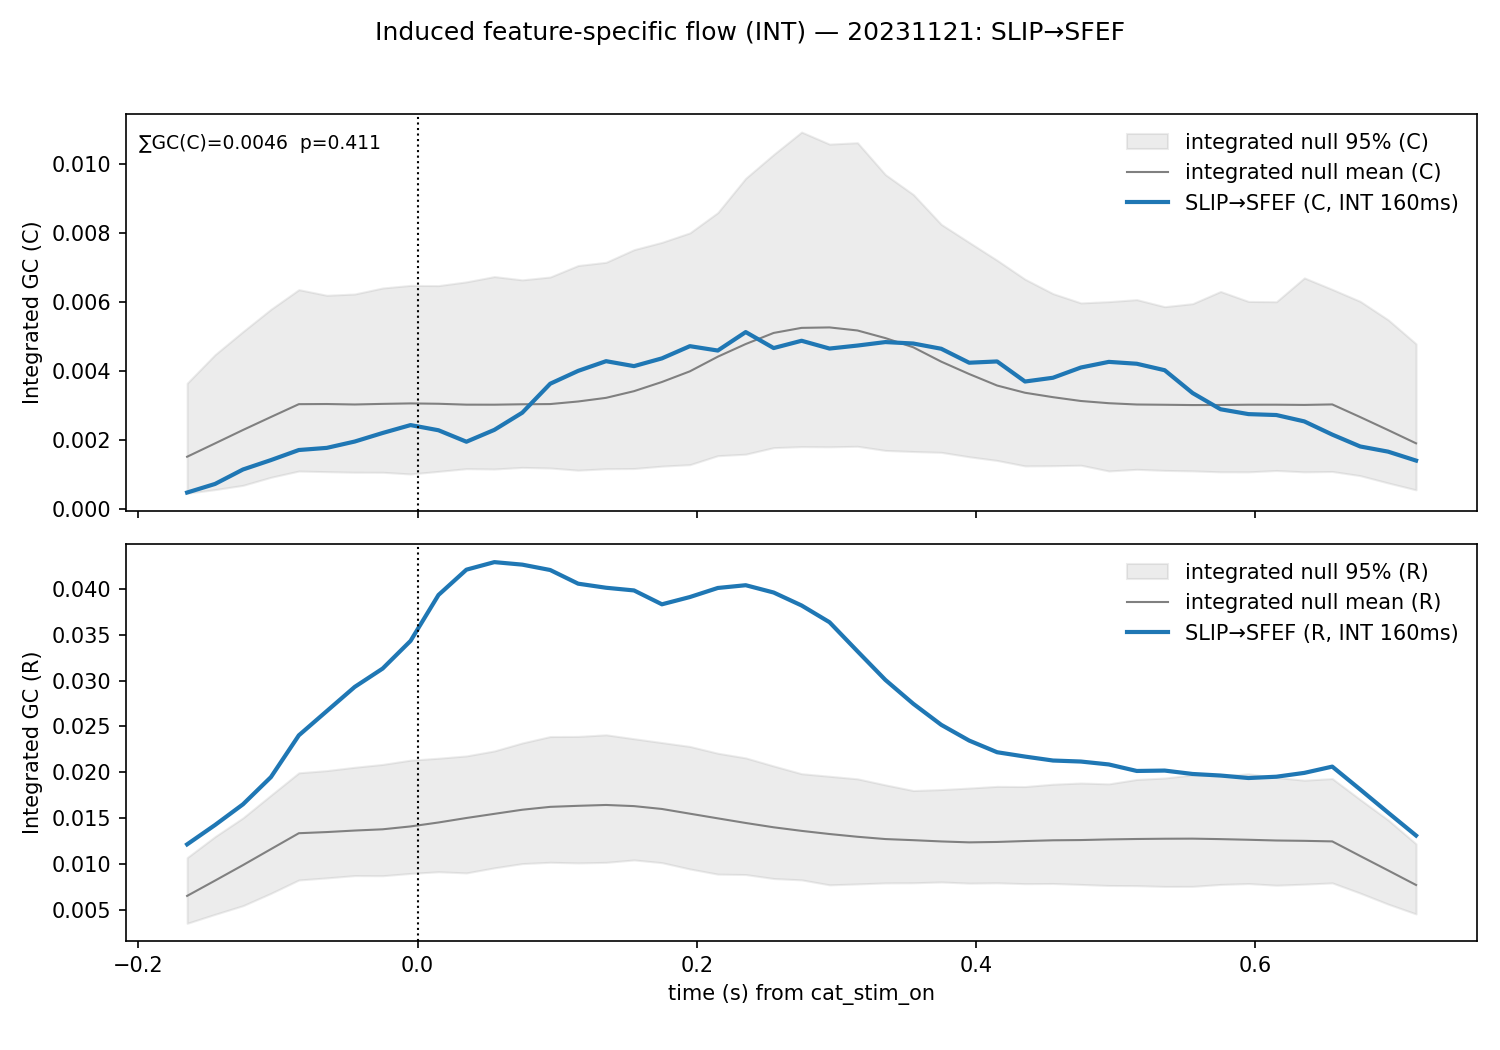 Induced feature-specific flow (INT) — 20231121: SLIP→SFEF
∑GC(C)=0.0046  p=0.411
integrated null 95% (C)
integrated null mean (C)
SLIP→SFEF (C, INT 160ms)
Integrated GC (C)
0.010
0.008
0.006
0.004
0.002
0.000
integrated null 95% (R)
integrated null mean (R)
SLIP→SFEF (R, INT 160ms)
Integrated GC (R)
0.040
0.035
0.030
0.025
0.020
0.015
0.010
0.005
−0.2 0.0 0.2 0.4 0.6
time (s) from cat_stim_on